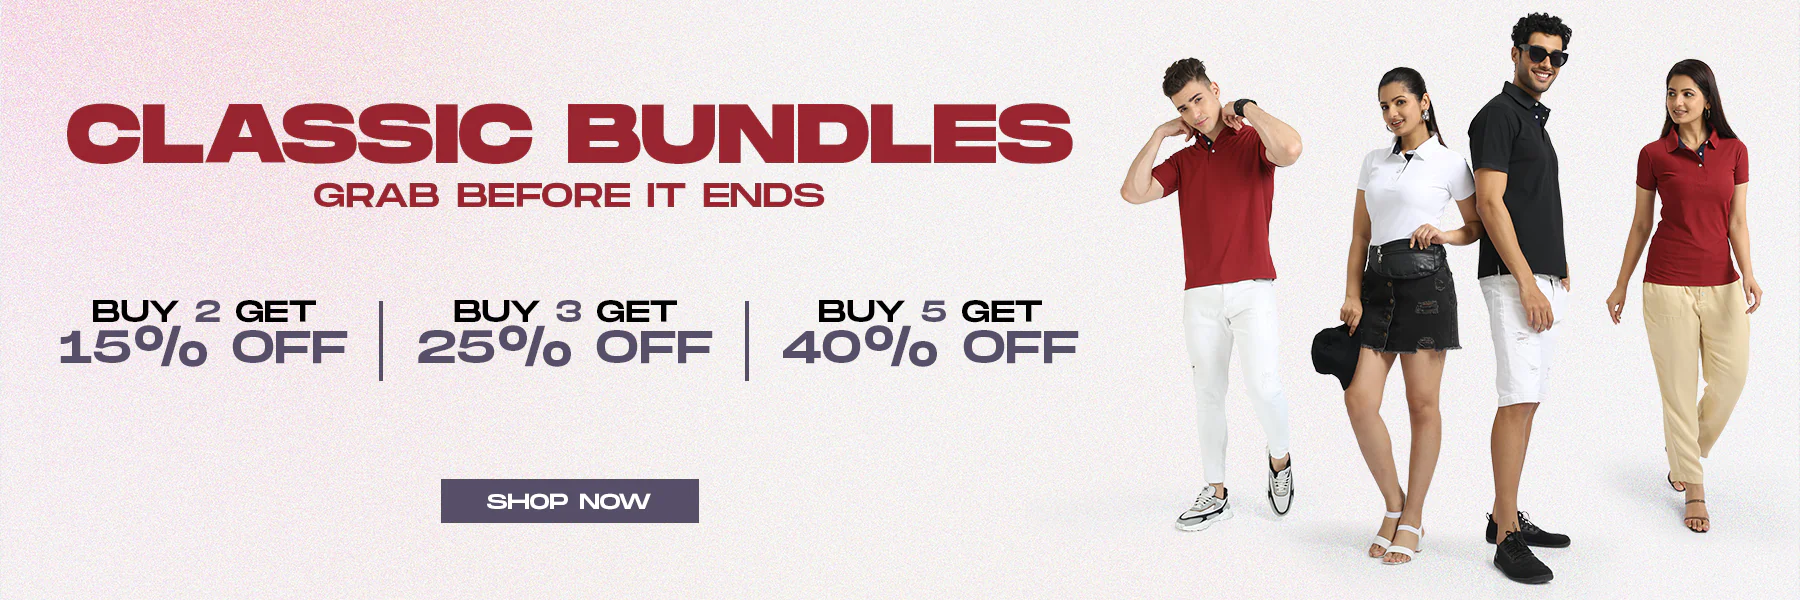 CLASSIC BUNDLES
GRAB BEFORE IT ENDS
BUY 2 GET
15% OFF
BUY 3 GET
25% OFF
BUY 5 GET
40% OFF
SHOP NOW